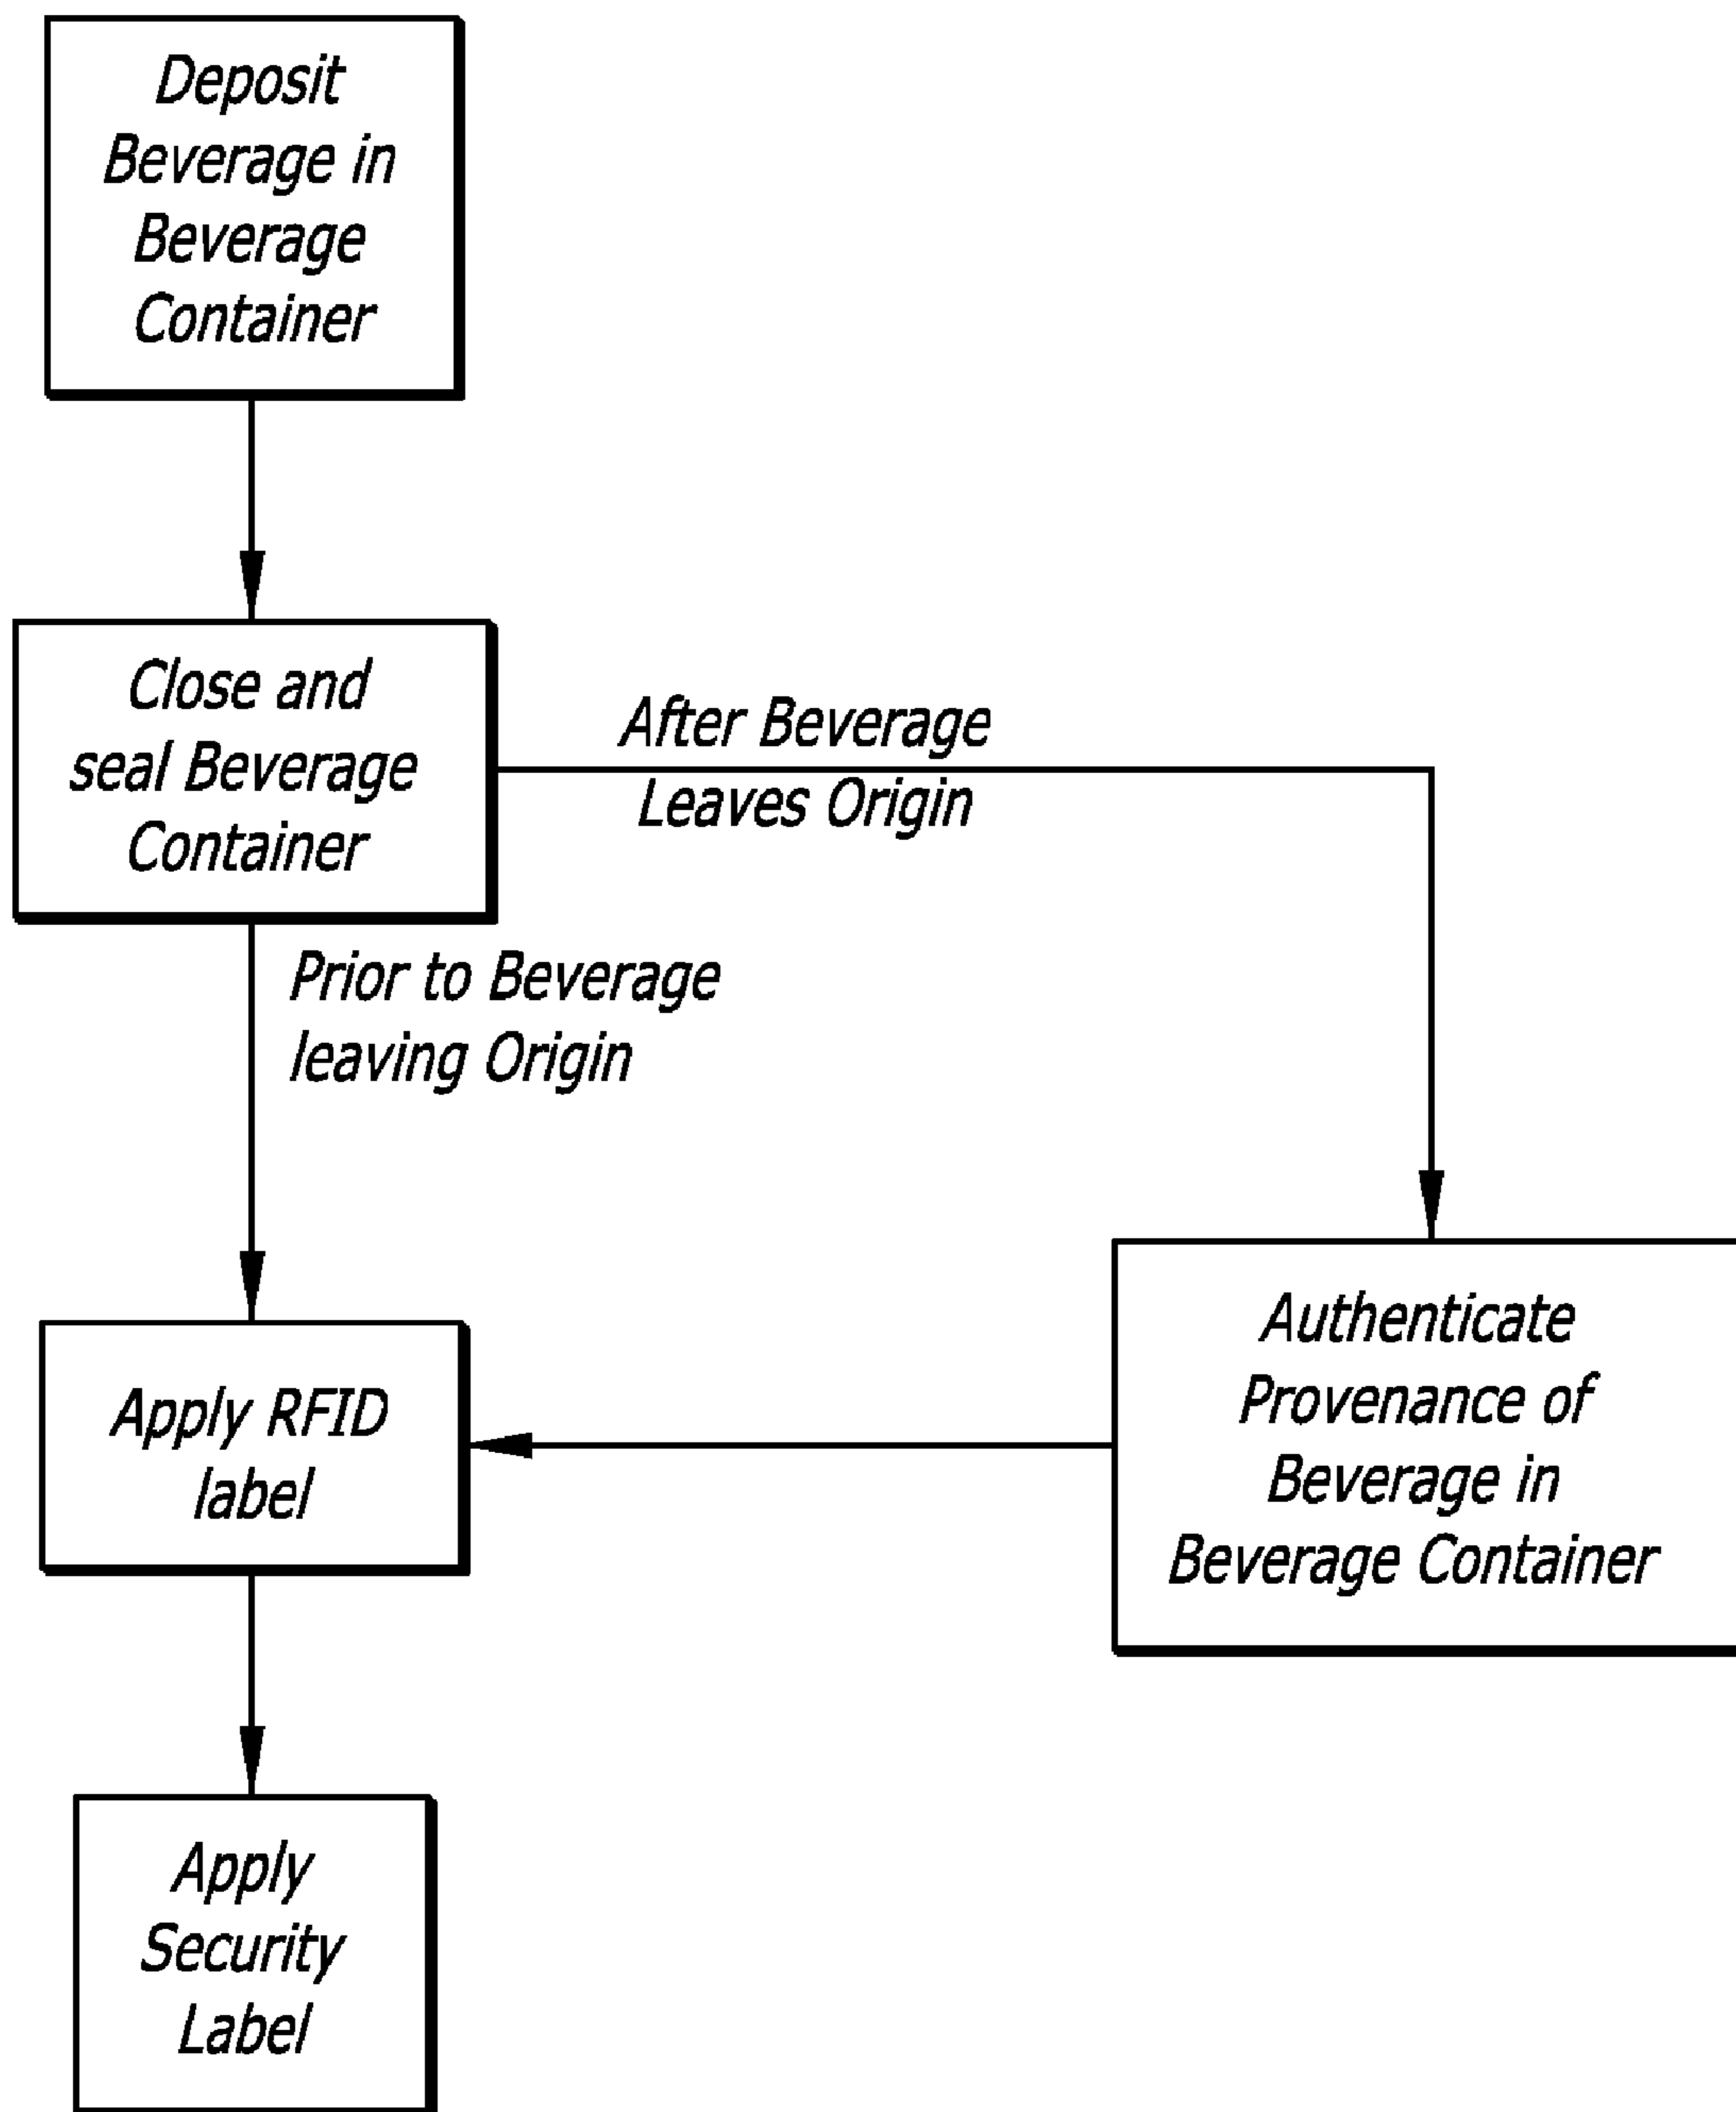 Deposit
Beverage in
Beverage
Container
Close and
seal Beverage
Container
After Beverage
Leaves Origin
Prior to Beverage
leaving Origin
Authenticate
Provenance of
Beverage in
Beverage Container
Apply RFID
label
Apply
Security
Label